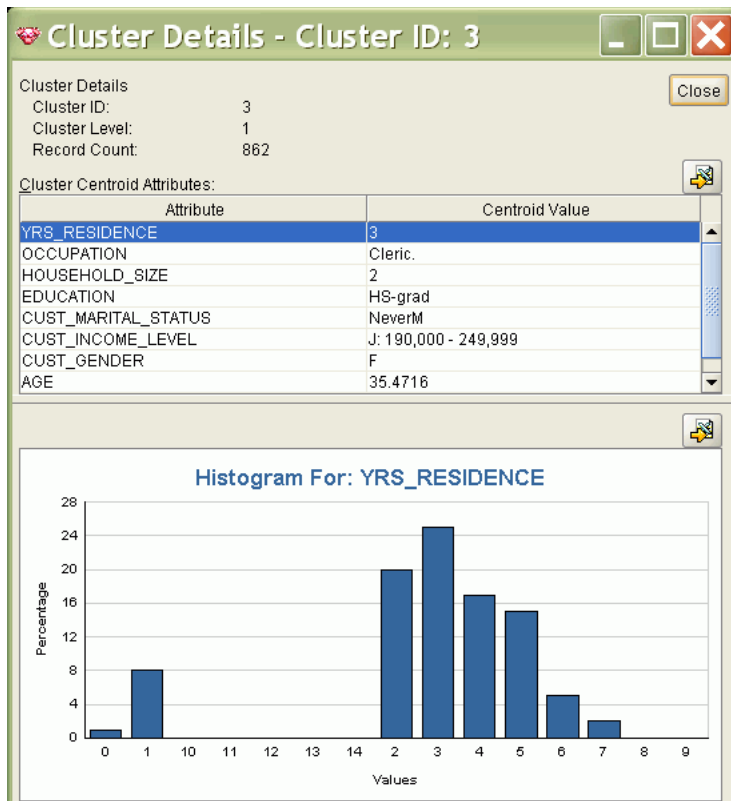 Cluster Details - Cluster ID: 3
Cluster Details
Close
Cluster ID: 3
Cluster Level: 1
Record Count: 862
Cluster Centroid Attributes:
Attribute Centroid Value
YRS_RESIDENCE 3
OCCUPATION Cleric.
HOUSEHOLD_SIZE 2
EDUCATION HS-grad
CUST_MARITAL_STATUS NeverM
CUST_INCOME_LEVEL J: 190,000 - 249,999
CUST_GENDER F
AGE 35.4716
Histogram For: YRS_RESIDENCE
28
24
20
16
12
8
4
0
Percentage
0 1 10 11 12 13 14 2 3 4 5 6 7 8 9
Values